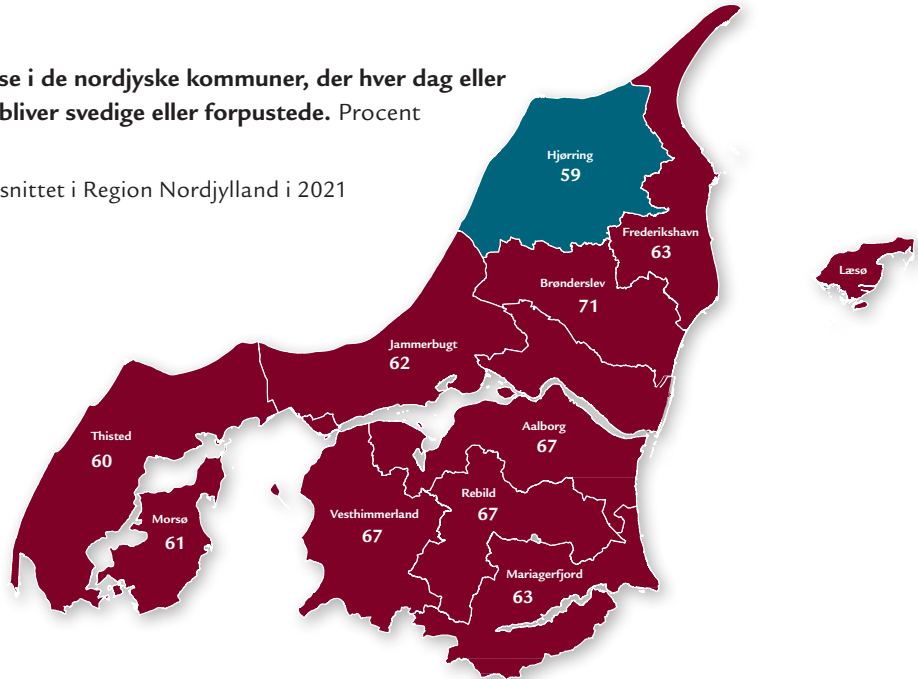 se i de nordjyske kommuner, der hver dag eller
bliver svedige eller forpustede. Procent
snittet i Region Nordjylland i 2021
Hjørring
59
Frederikshavn
63
Læsø
Brønderslev
71
Jammerbugt
62
Aalborg
67
Thisted
60
Rebild
67
Vesthimmerland
67
Morsø
61
Mariagerfjord
63